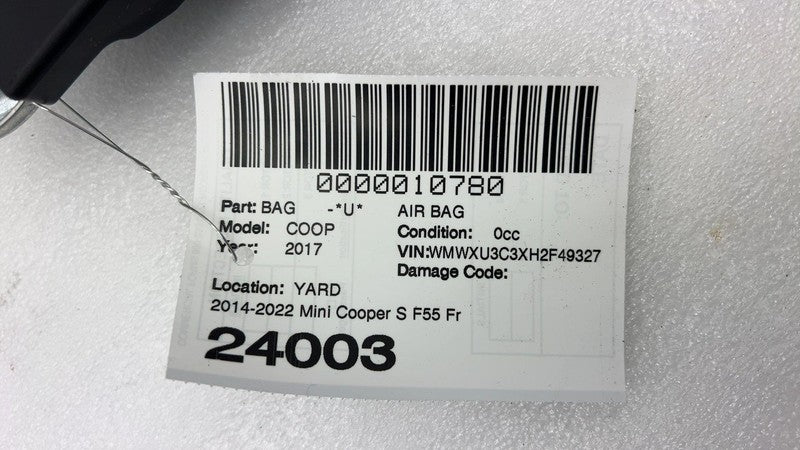 0000010780
Part: BAG -*U* AIR BAG
Model: COOP Condition: 0cc
Year: 2017 VIN:WMWXU3C3XH2F49327
Damage Code:
Location: YARD
2014-2022 Mini Cooper S F55 Fr
24003